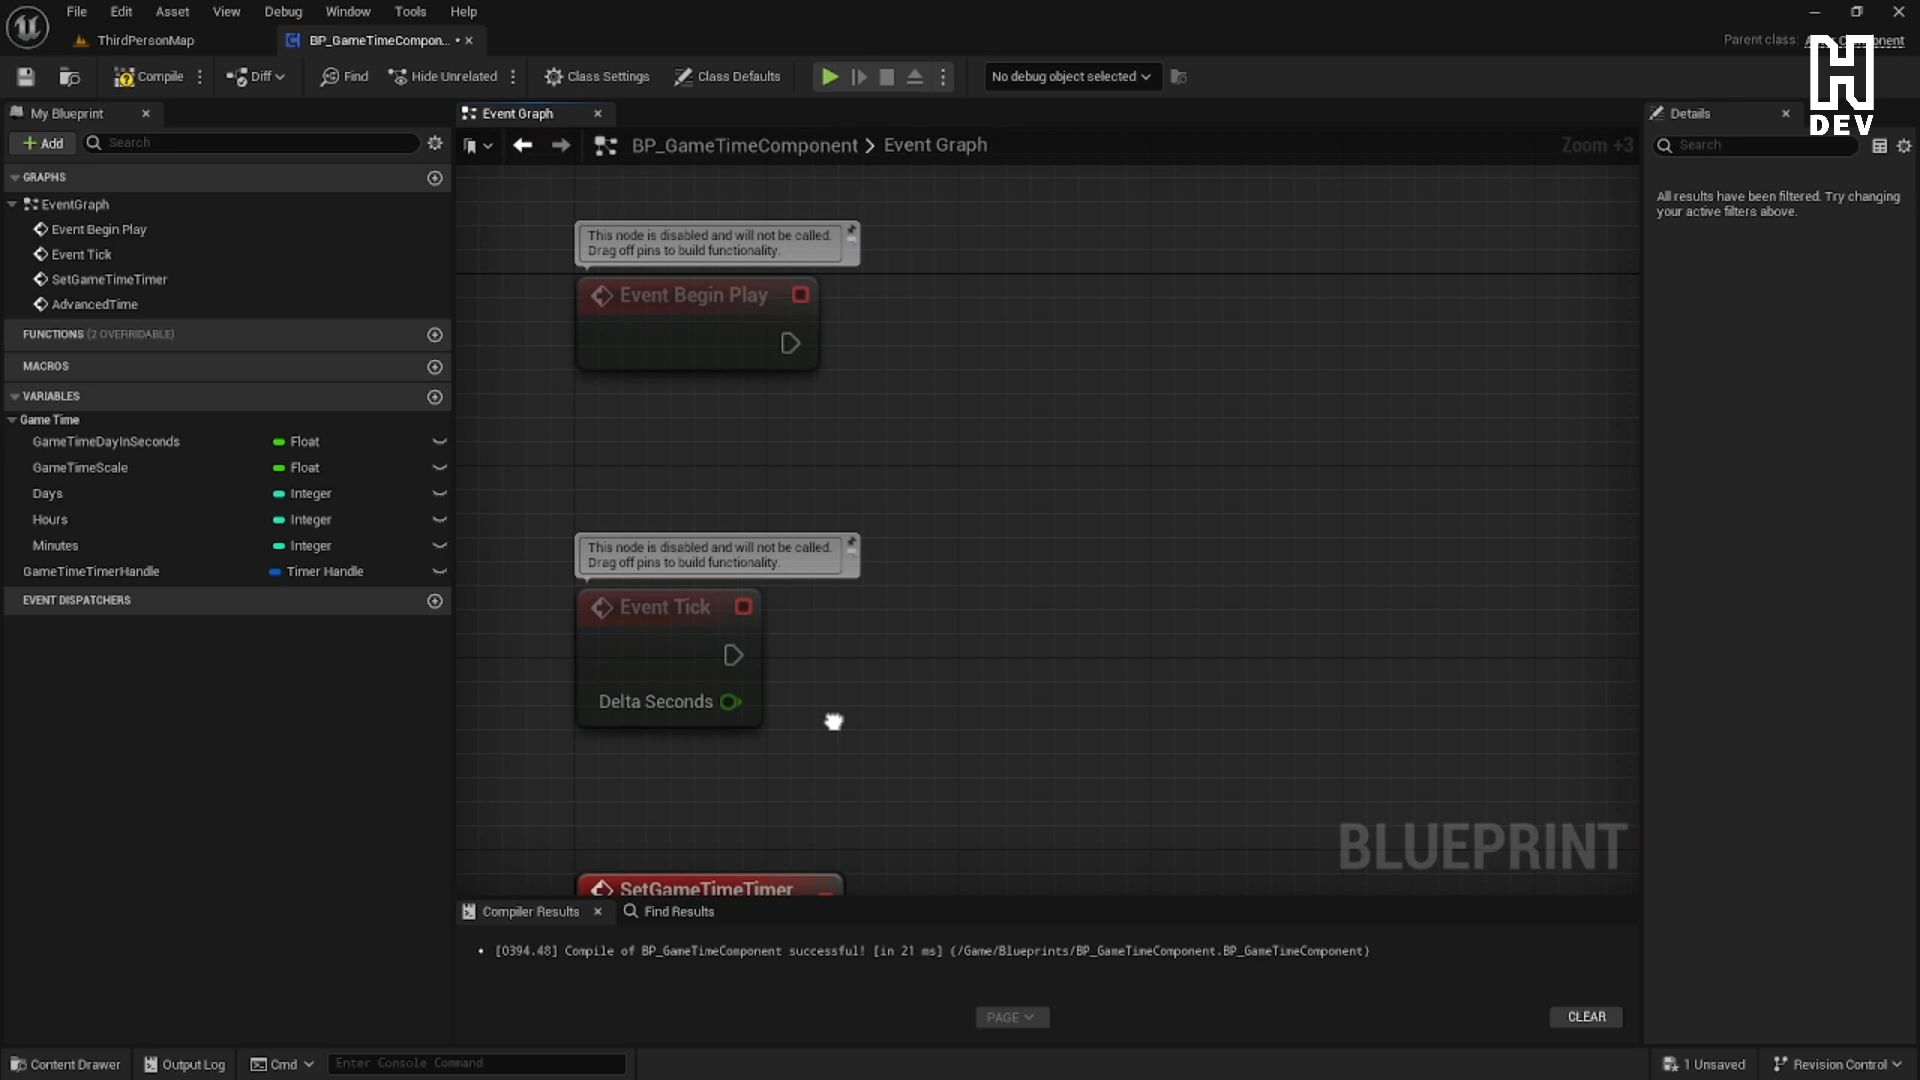 File Edit Asset View Debug Window Tools Help
ThirdPersonMap
BP_GameTimeCompon... •
Parent class:
DEV
Compile
Diff
Find
Hide Unrelated
Class Settings
Class Defaults
No debug object selected
My Blueprint
Event Graph
Details
Add
Search
BP_GameTimeComponent > Event Graph
Zoom +3
Search
All results have been filtered. Try changing
your active filters above.
GRAPHS
EventGraph
Event Begin Play
Event Tick
SetGameTimeTimer
AdvancedTime
FUNCTIONS (2 OVERRIDABLE)
MACROS
VARIABLES
Game Time
GameTimeDayInSeconds Float
GameTimeScale Float
Days Integer
Hours Integer
Minutes Integer
GameTimeTimerHandle Timer Handle
EVENT DISPATCHERS
This node is disabled and will not be called.
Drag off pins to build functionality.
Event Begin Play
This node is disabled and will not be called.
Drag off pins to build functionality.
Event Tick
Delta Seconds
SetGameTimeTimer
BLUEPRINT
Compiler Results
Find Results
• [0394.48] Compile of BP_GameTimeComponent successful! [in 21 ms] (/Game/Blueprints/BP_GameTimeComponent.BP_GameTimeComponent)
PAGE
CLEAR
Content Drawer
Output Log
Cmd
Enter Console Command
1 Unsaved
Revision Control